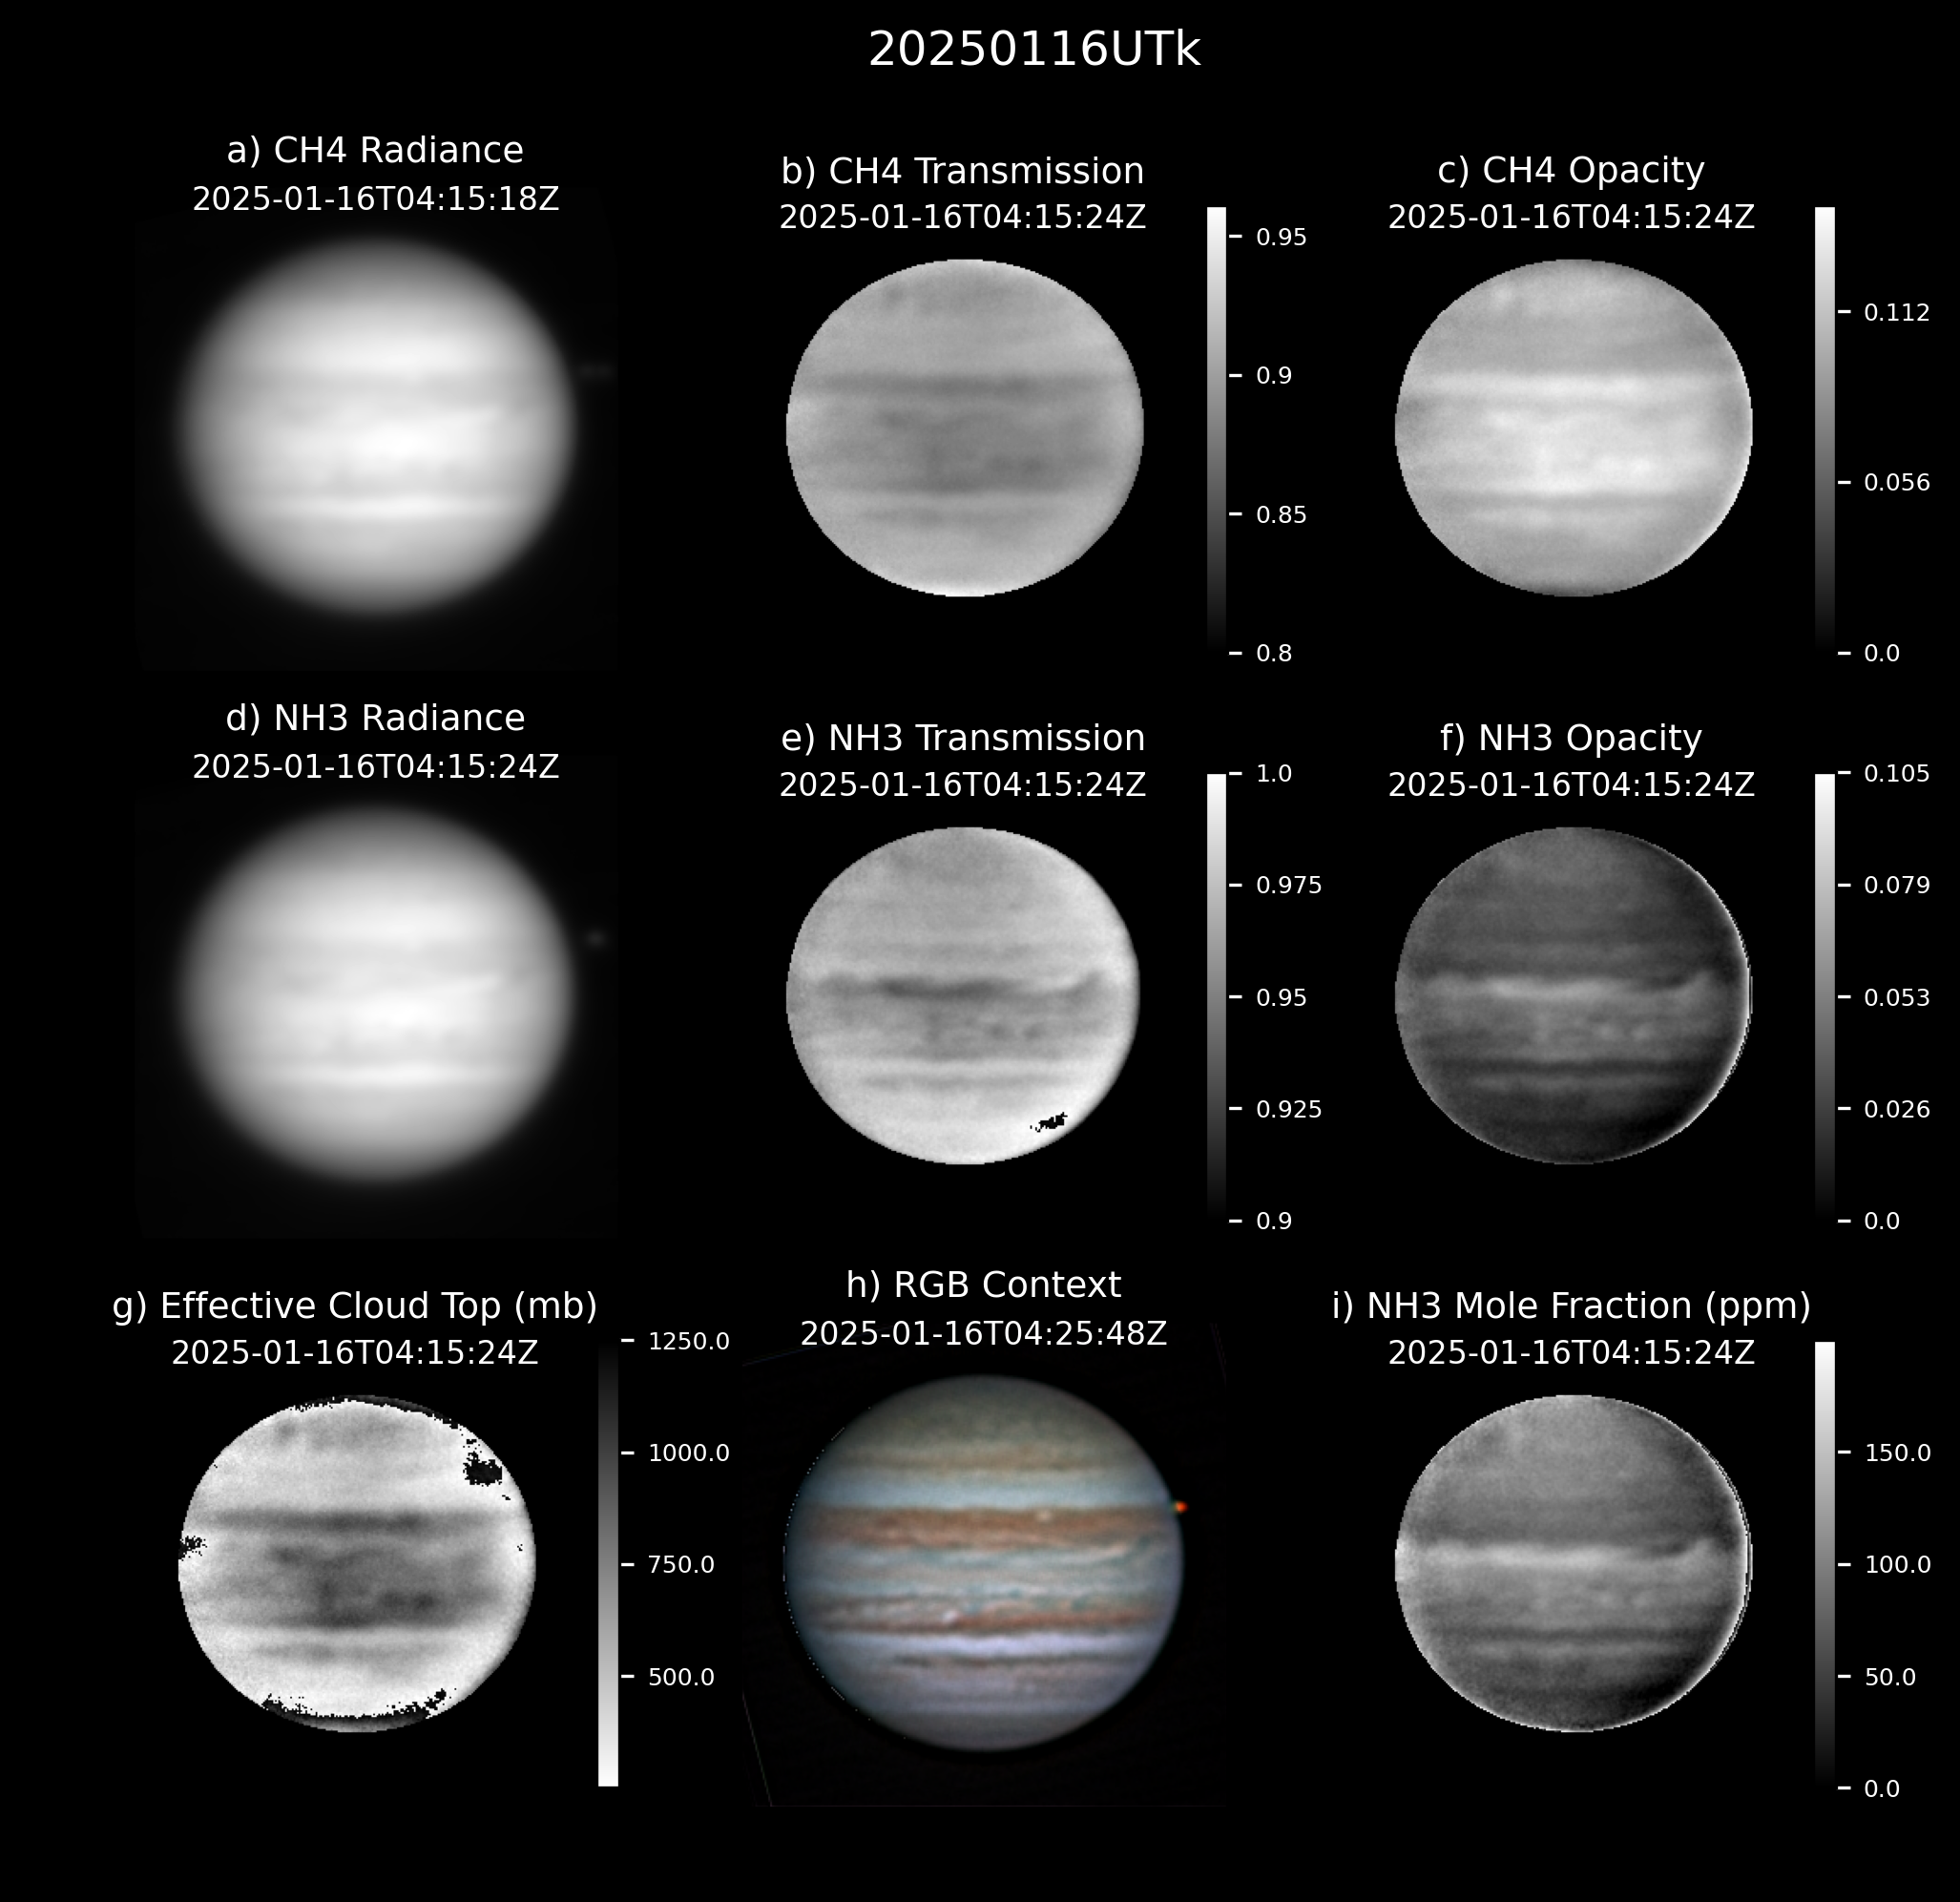 20250116UTk
a) CH4 Radiance
2025-01-16T04:15:18Z
b) CH4 Transmission
2025-01-16T04:15:24Z
0.95
0.9
0.85
0.8
c) CH4 Opacity
2025-01-16T04:15:24Z
0.112
0.056
0.0
d) NH3 Radiance
2025-01-16T04:15:24Z
e) NH3 Transmission
2025-01-16T04:15:24Z
1.0
0.975
0.95
0.925
0.9
f) NH3 Opacity
2025-01-16T04:15:24Z
0.105
0.079
0.053
0.026
0.0
g) Effective Cloud Top (mb)
2025-01-16T04:15:24Z
1250.0
1000.0
750.0
500.0
h) RGB Context
2025-01-16T04:25:48Z
i) NH3 Mole Fraction (ppm)
2025-01-16T04:15:24Z
150.0
100.0
50.0
0.0